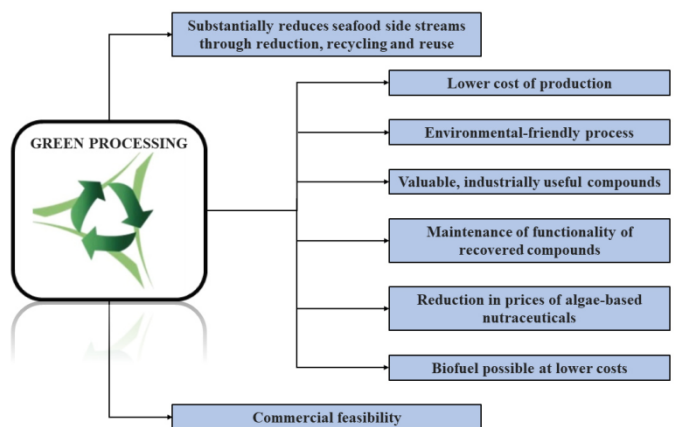 Substantially reduces seafood side streams
through reduction, recycling and reuse
Lower cost of production
GREEN PROCESSING
Environmental-friendly process
Valuable, industrially useful compounds
Maintenance of functionality of
recovered compounds
Reduction in prices of algae-based
nutraceuticals
Biofuel possible at lower costs
Commercial feasibility